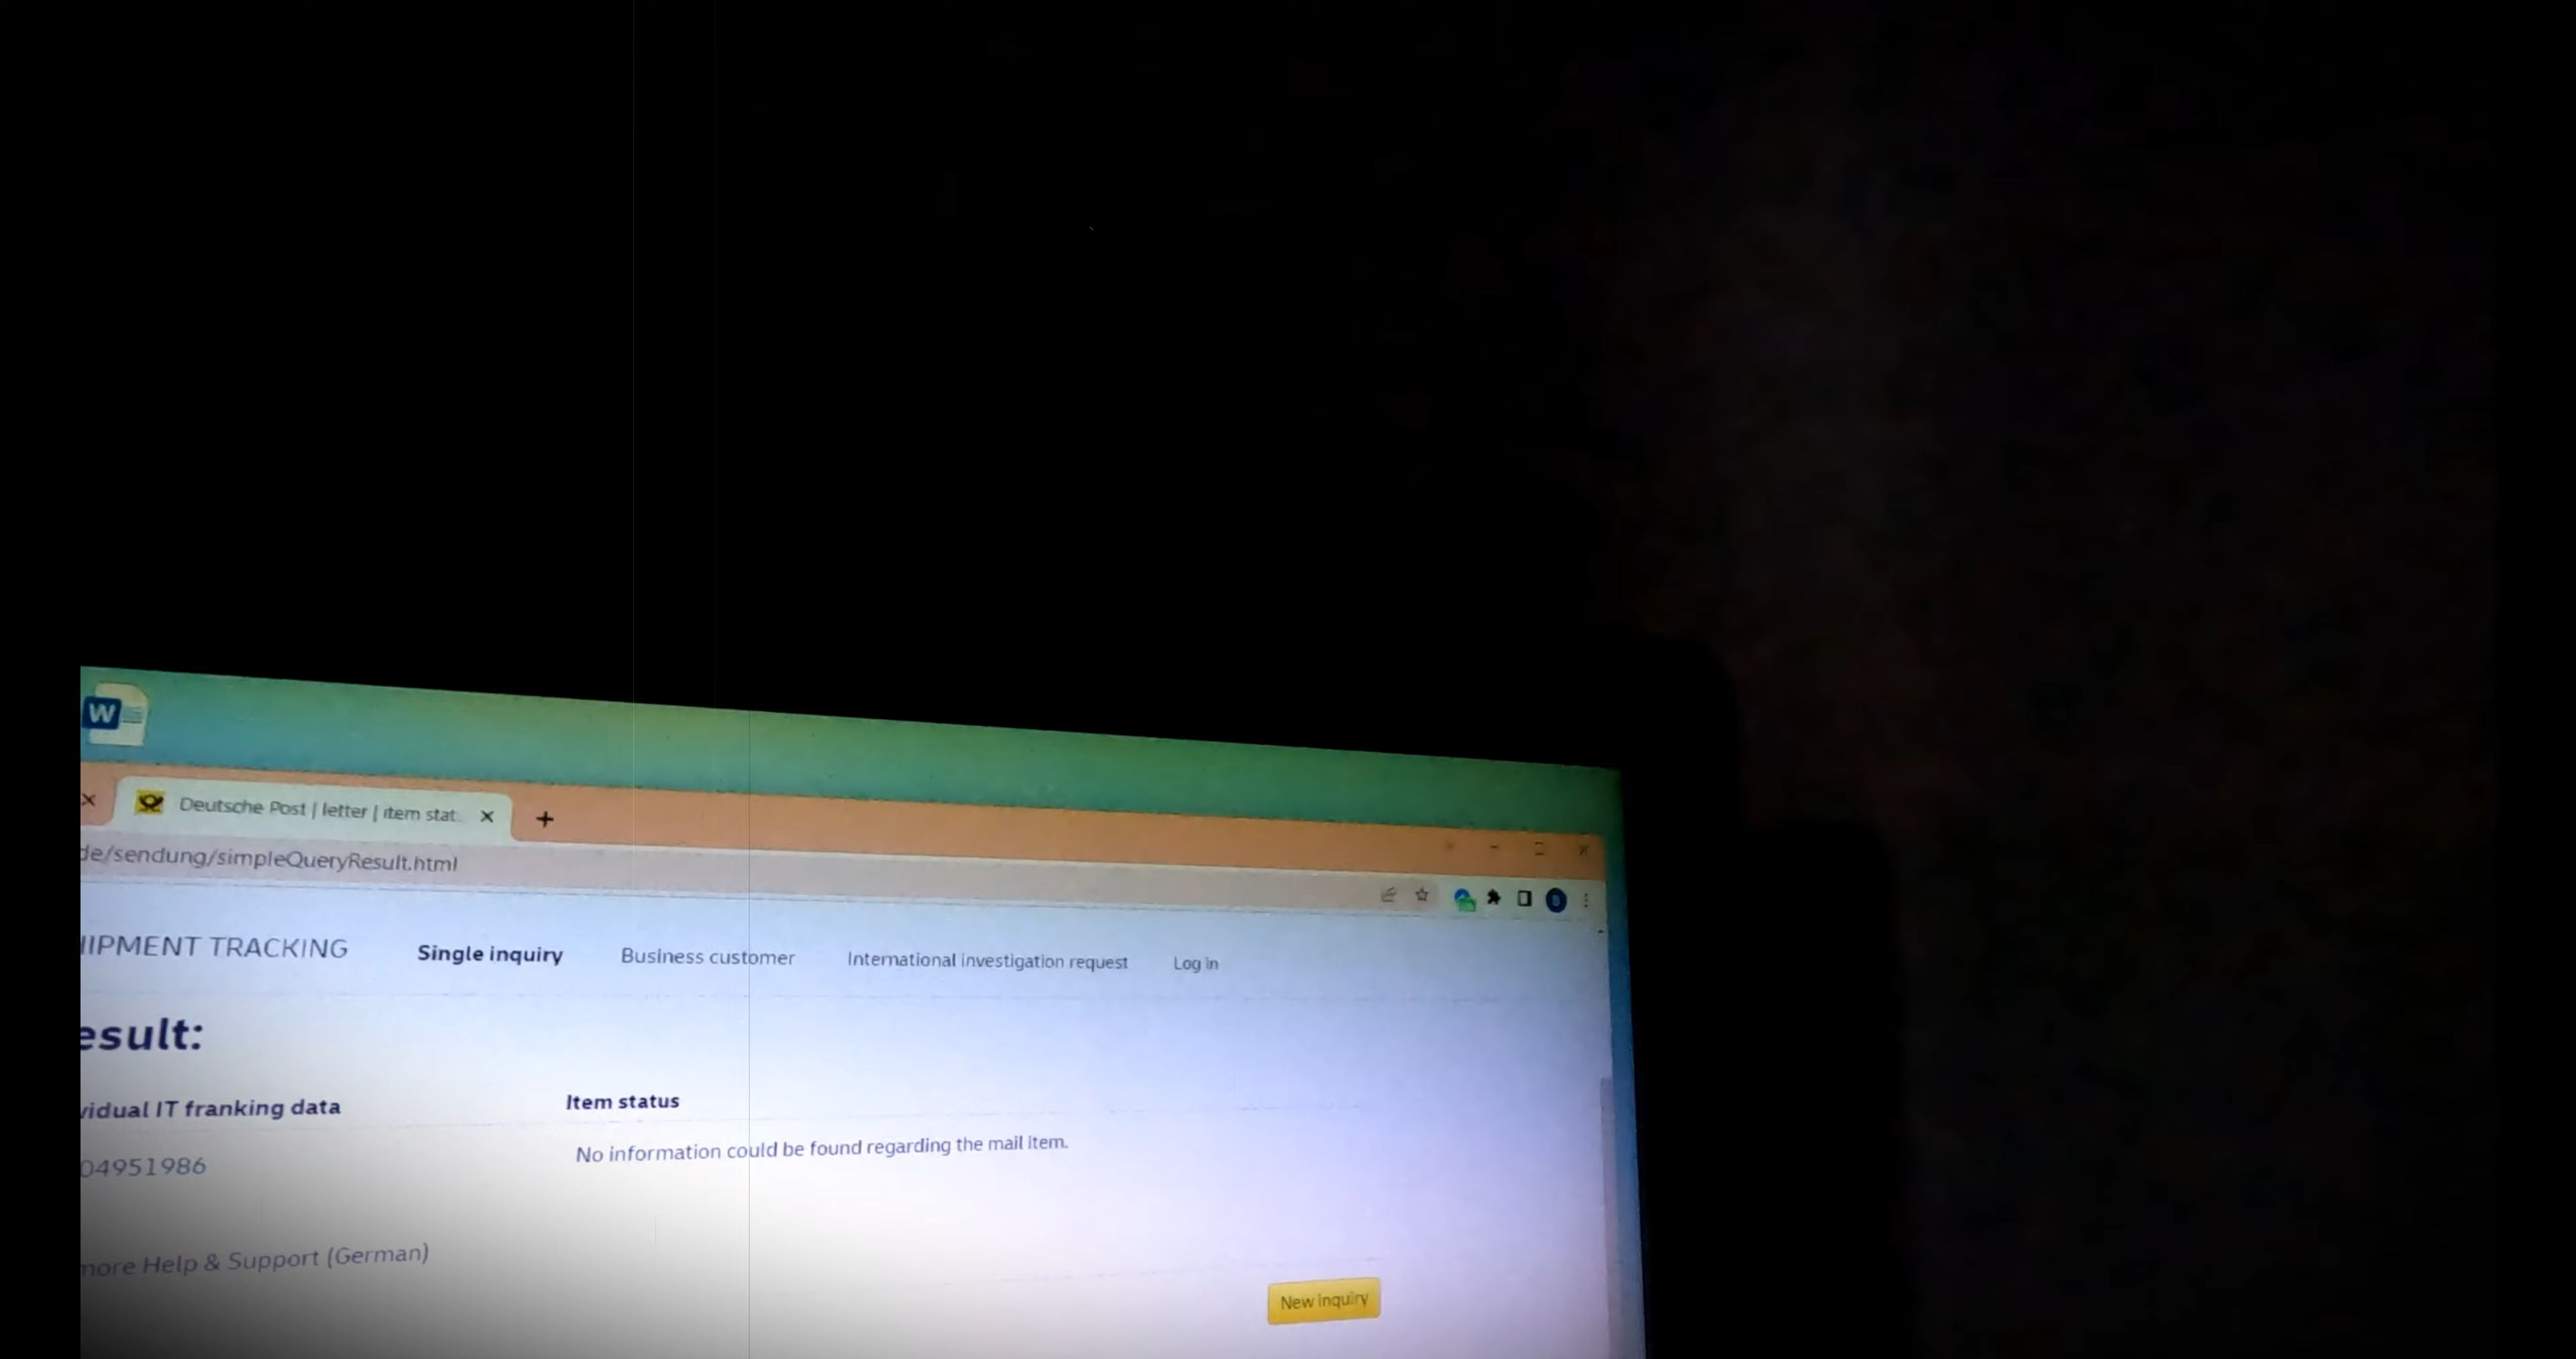 W
Deutsche Post | letter | item stat
de/sendung/simpleQueryResult.html
HIPMENT TRACKING Single inquiry Business customer International investigation request Log in
esult:
vidual IT franking data Item status
04951986 No information could be found regarding the mail item.
more Help & Support (German)
New inquiry